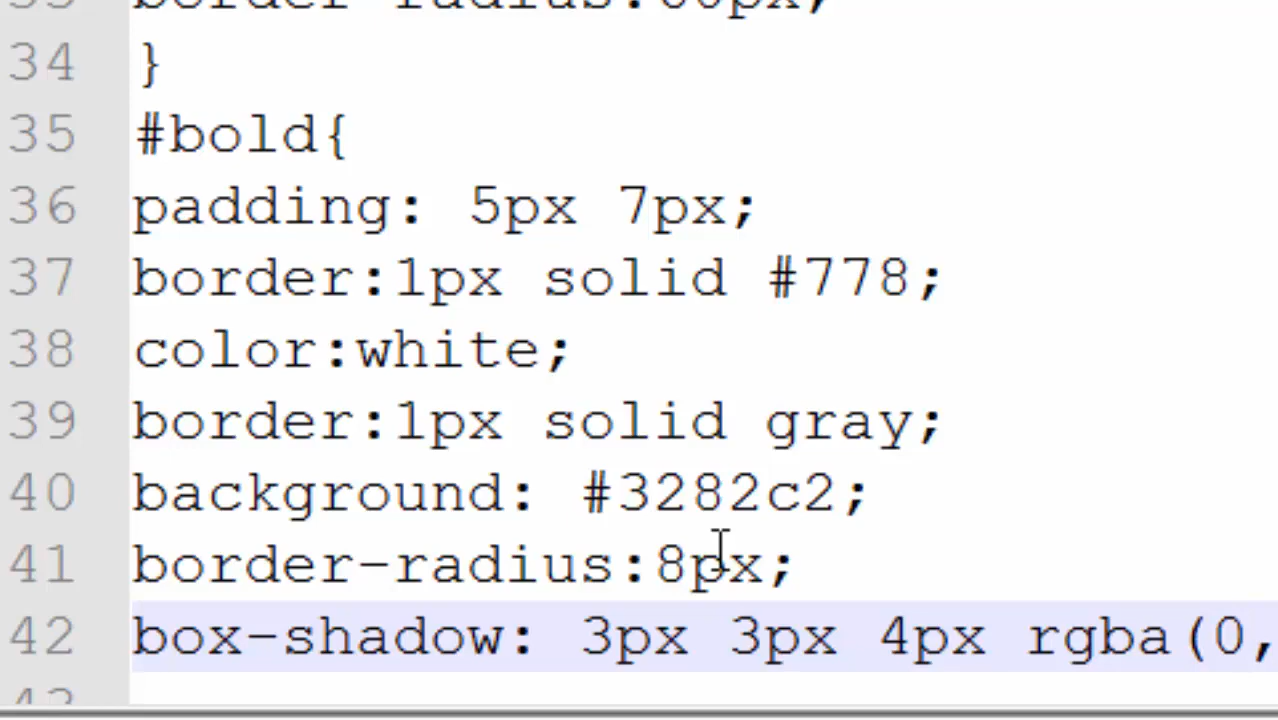 34 }
35 #bold{
36 padding: 5px 7px;
37 border:1px solid #778;
38 color:white;
39 border:1px solid gray;
40 background: #3282c2;
41 border-radius:8px;
42 box-shadow: 3px 3px 4px rgba(0,